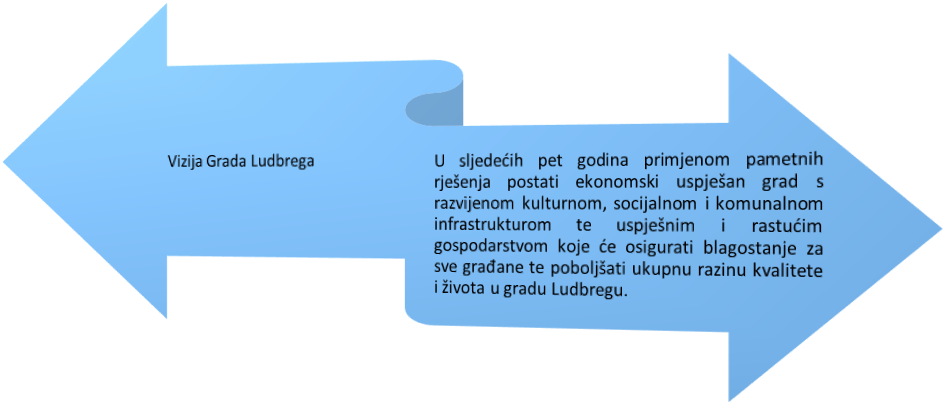 Vizija Grada Ludbrega
U sljedećih pet godina primjenom pametnih
rješenja postati ekonomski uspješan grad s
razvijenom kulturnom, socijalnom i komunalnom
infrastrukturom te uspješnim i rastućim
gospodarstvom koje će osigurati blagostanje za
sve građane te poboljšati ukupnu razinu kvalitete
i života u gradu Ludbregu.